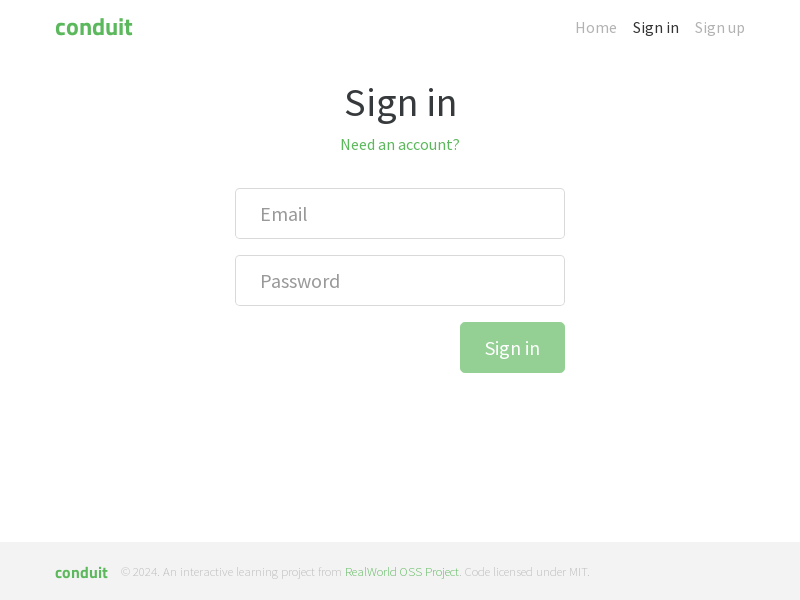 conduit
Home Sign in Sign up
Sign in
Need an account?
Email
Password
Sign in
conduit © 2024. An interactive learning project from RealWorld OSS Project. Code licensed under MIT.